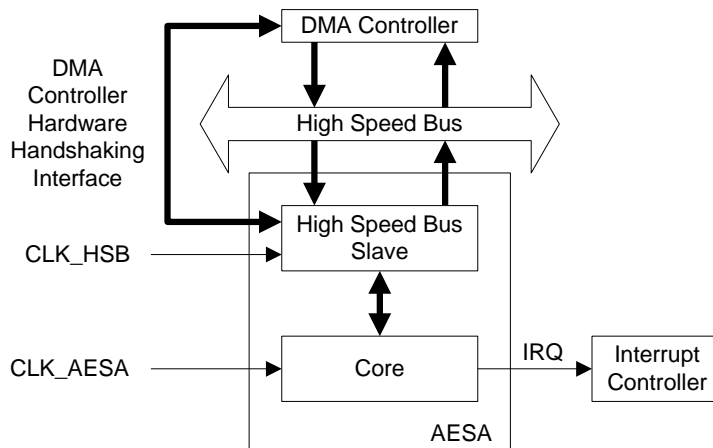 DMA Controller
DMA
Controller
Hardware
Handshaking
Interface
High Speed Bus
High Speed Bus
Slave
CLK_HSB
CLK_AESA
Core
IRQ
Interrupt
Controller
AESA